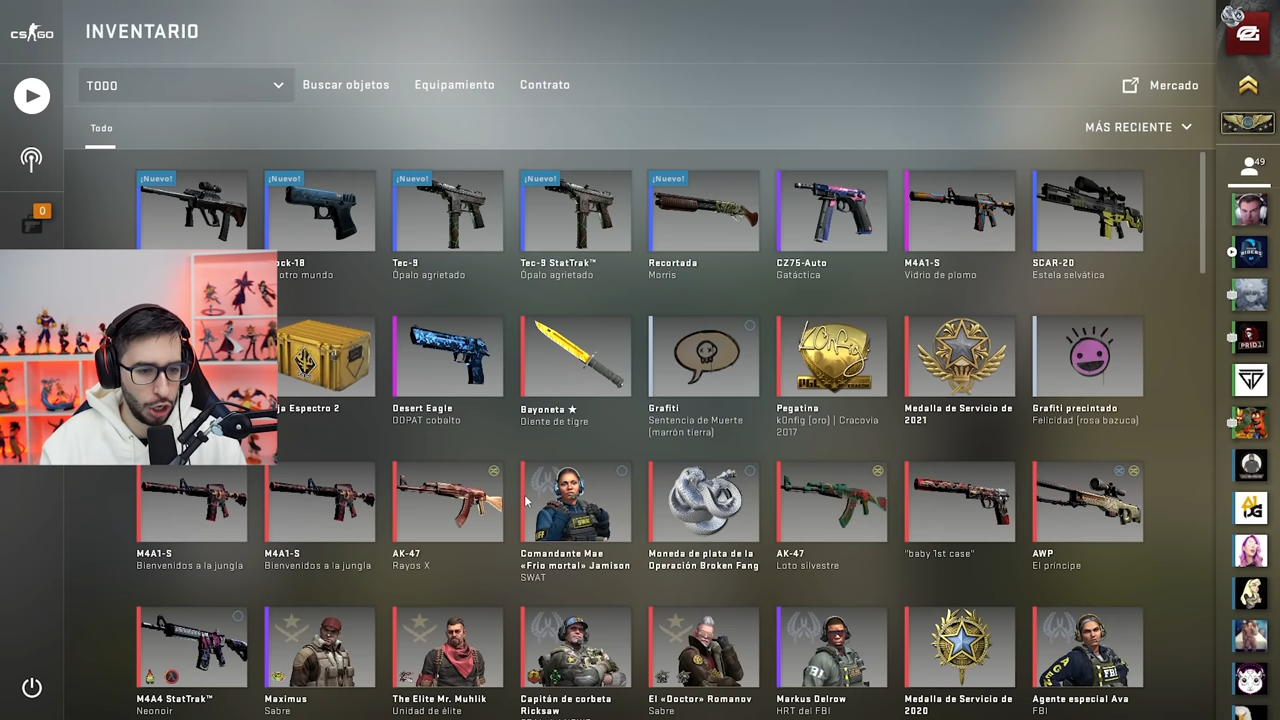 CS GO
INVENTARIO
TODO
Buscar objetos
Equipamiento
Contrato
Mercado
Todo
MÁS RECIENTE
49
0
¡Nuevo!
¡Nuevo!
¡Nuevo!
¡Nuevo!
¡Nuevo!
ock-18
otro mundo
Tec-9
Ópalo agrietado
Tec-9 StatTrak™
Ópalo agrietado
Recortada
Morris
CZ75-Auto
Gatáctica
M4A1-S
Vidrio de plomo
SCAR-20
Estela selvática
ja Espectro 2
Desert Eagle
DDPAT cobalto
Bayoneta ★
Diente de tigre
Grafiti
Sentencia de Muerte
(marrón tierra)
Pegatina
k0nfig (oro) | Cracovia
2017
Medalla de Servicio de
2021
Grafiti precintado
Felicidad (rosa bazuca)
M4A1-S
Bienvenidos a la jungla
M4A1-S
Bienvenidos a la jungla
AK-47
Rayos X
Comandante Mae
«Frío mortal» Jamison
SWAT
Moneda de plata de la
Operación Broken Fang
AK-47
Loto silvestre
"baby 1st case"
AWP
El príncipe
M4A4 StatTrak™
Neonoir
Maximus
Sabre
The Elite Mr. Muhlik
Unidad de élite
Capitán de corbeta
Ricksaw
El «Doctor» Romanov
Sabre
Markus Delrow
HRT del FBI
Medalla de Servicio de
2020
Agente especial Ava
FBI